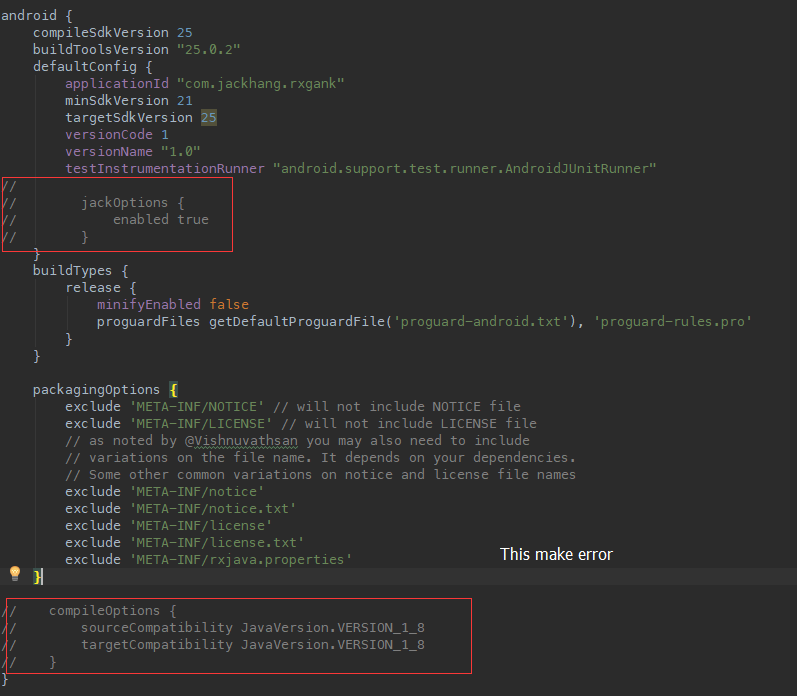 android {
    compileSdkVersion 25
    buildToolsVersion "25.0.2"
    defaultConfig {
        applicationId "com.jackhang.rxgank"
        minSdkVersion 21
        targetSdkVersion 25
        versionCode 1
        versionName "1.0"
        testInstrumentationRunner "android.support.test.runner.AndroidJUnitRunner"
//
//        jackOptions {
//            enabled true
//        }
    }
    buildTypes {
        release {
            minifyEnabled false
            proguardFiles getDefaultProguardFile('proguard-android.txt'), 'proguard-rules.pro'
        }
    }
    packagingOptions {
        exclude 'META-INF/NOTICE' // will not include NOTICE file
        exclude 'META-INF/LICENSE' // will not include LICENSE file
        // as noted by @Vishnuvathsan you may also need to include
        // variations on the file name. It depends on your dependencies.
        // Some other common variations on notice and license file names
        exclude 'META-INF/notice'
        exclude 'META-INF/notice.txt'
        exclude 'META-INF/license'
        exclude 'META-INF/license.txt'
        exclude 'META-INF/rxjava.properties'
This make error
    }
//    compileOptions {
//        sourceCompatibility JavaVersion.VERSION_1_8
//        targetCompatibility JavaVersion.VERSION_1_8
//    }
}